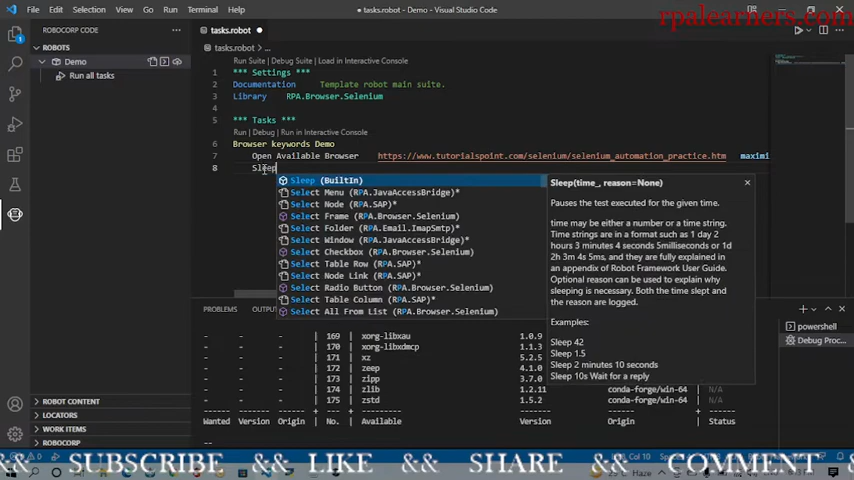 File Edit Selection View Go Run Terminal Help
tasks.robot - Demo - Visual Studio Code
rpalearners.com
ROBOCORP CODE
ROBOTS
Demo
Run all tasks
ROBOT CONTENT
LOCATORS
WORK ITEMS
ROBOCORP
tasks.robot
tasks.robot
Run Suite | Debug Suite | Load in Interactive Console
1 *** Settings ***
2 Documentation Template robot main suite.
3 Library RPA.Browser.Selenium
4
5 *** Tasks ***
Run | Debug | Run in Interactive Console
6 Browser keywords Demo
7 Open Available Browser https://www.tutorialspoint.com/selenium/selenium_automation_practice.htm maximi
8 Sleep
Sleep (BuiltIn)
Select Menu (RPA.JavaAccessBridge)*
Select Node (RPA.SAP)*
Select Frame (RPA.Browser.Selenium)
Select Folder (RPA.Email.ImapSmtp)*
Select Window (RPA.JavaAccessBridge)*
Select Checkbox (RPA.Browser.Selenium)
Select Table Row (RPA.SAP)*
Select Node Link (RPA.SAP)*
Select Radio Button (RPA.Browser.Selenium)
Select Table Column (RPA.SAP)*
Select All From List (RPA.Browser.Selenium)
Sleep(time_, reason=None)
Pauses the test executed for the given time.
time may be either a number or a time string.
Time strings are in a format such as 1 day 2
hours 3 minutes 4 seconds 5milliseconds or 1d
2h 3m 4s 5ms, and they are fully explained in
an appendix of Robot Framework User Guide.
Optional reason can be used to explain why
sleeping is necessary. Both the time slept and
the reason are logged.
Examples:
Sleep 42
Sleep 1.5
Sleep 2 minutes 10 seconds
Sleep 10s Wait for a reply
PROBLEMS
powershell
Debug Proc...
- - - | 169 xorg-libxau 1.0.9
- - - | 170 xorg-libxdmcp 1.1.3
- - - | 171 xz
- - - | 172 zeep 4.1.0
- - - | 173 zipp 3.7.0
- - - | 174 zlib 1.2.11 conda-forge/win-64 | N/A
- - - | 175 zstd 1.5.2 conda-forge/win-64 | N/A
Wanted Version Origin | No. | Available Version Origin | Status
SUBSCRIBE && LIKE && SHARE && COMMENT &&